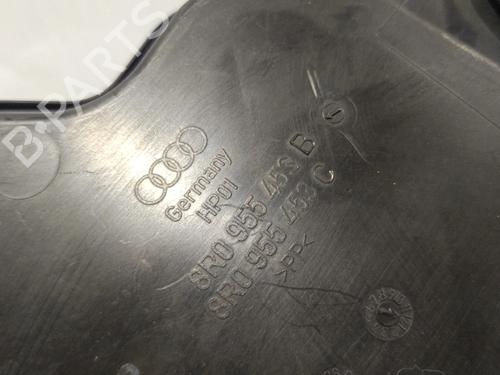 B-PARTS
Germany
HP01
8R0 955 453 B
8R0 955 453 C
>PP<